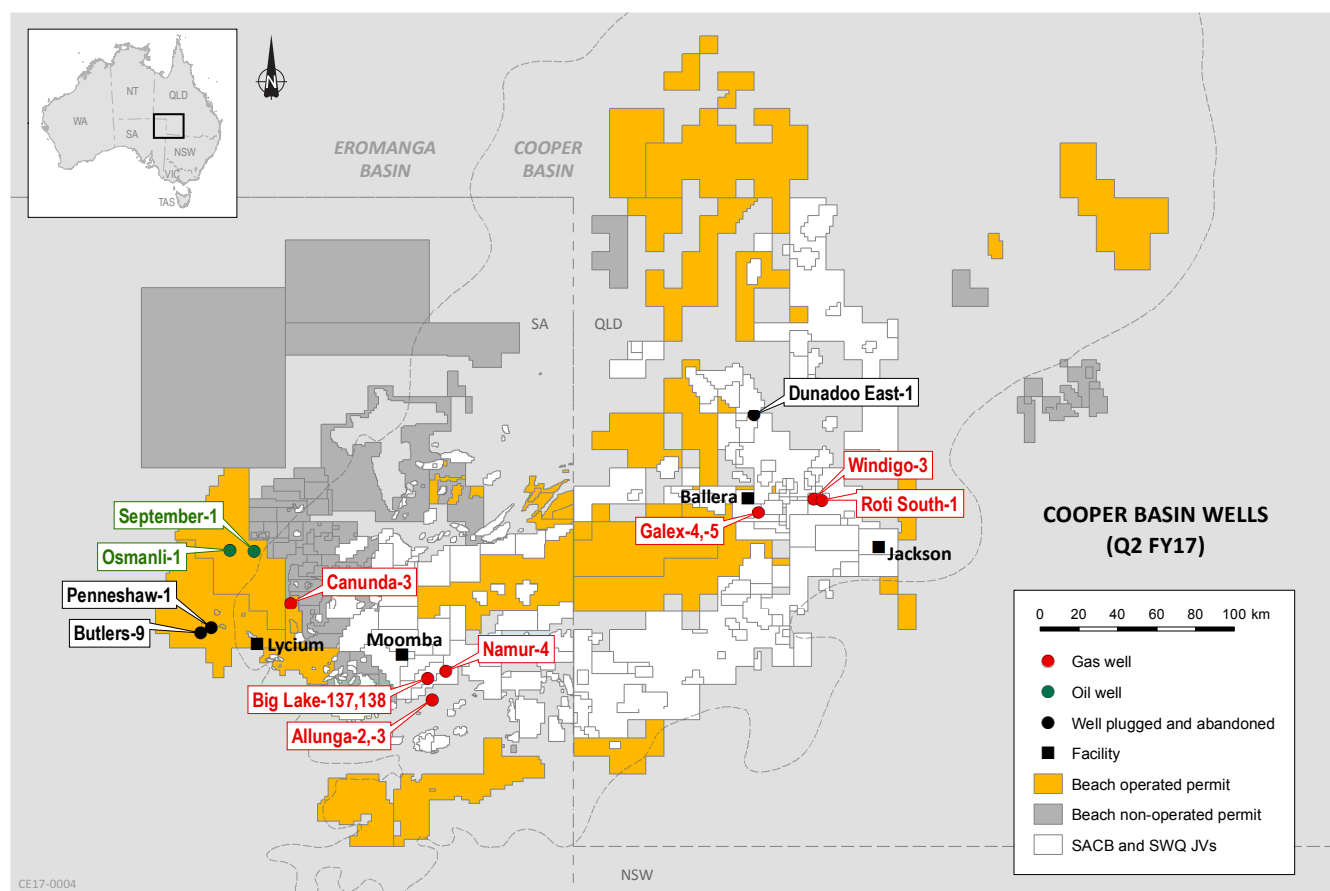 NT
QLD
WA
SA
NSW
VIC
TAS
N
EROMANGA
BASIN
COOPER
BASIN
SA
QLD
Dunadoo East-1
Windigo-3
Ballera
Roti South-1
Galex-4,-5
September-1
Osmanli-1
Jackson
COOPER BASIN WELLS
(Q2 FY17)
Canunda-3
Penneshaw-1
Butlers-9
Lycium
Moomba
Namur-4
Big Lake-137,138
Allunga-2,-3
0 20 40 60 80 100 km
Gas well
Oil well
Well plugged and abandoned
Facility
Beach operated permit
Beach non-operated permit
SACB and SWQ JVs
NSW
CE17-0004